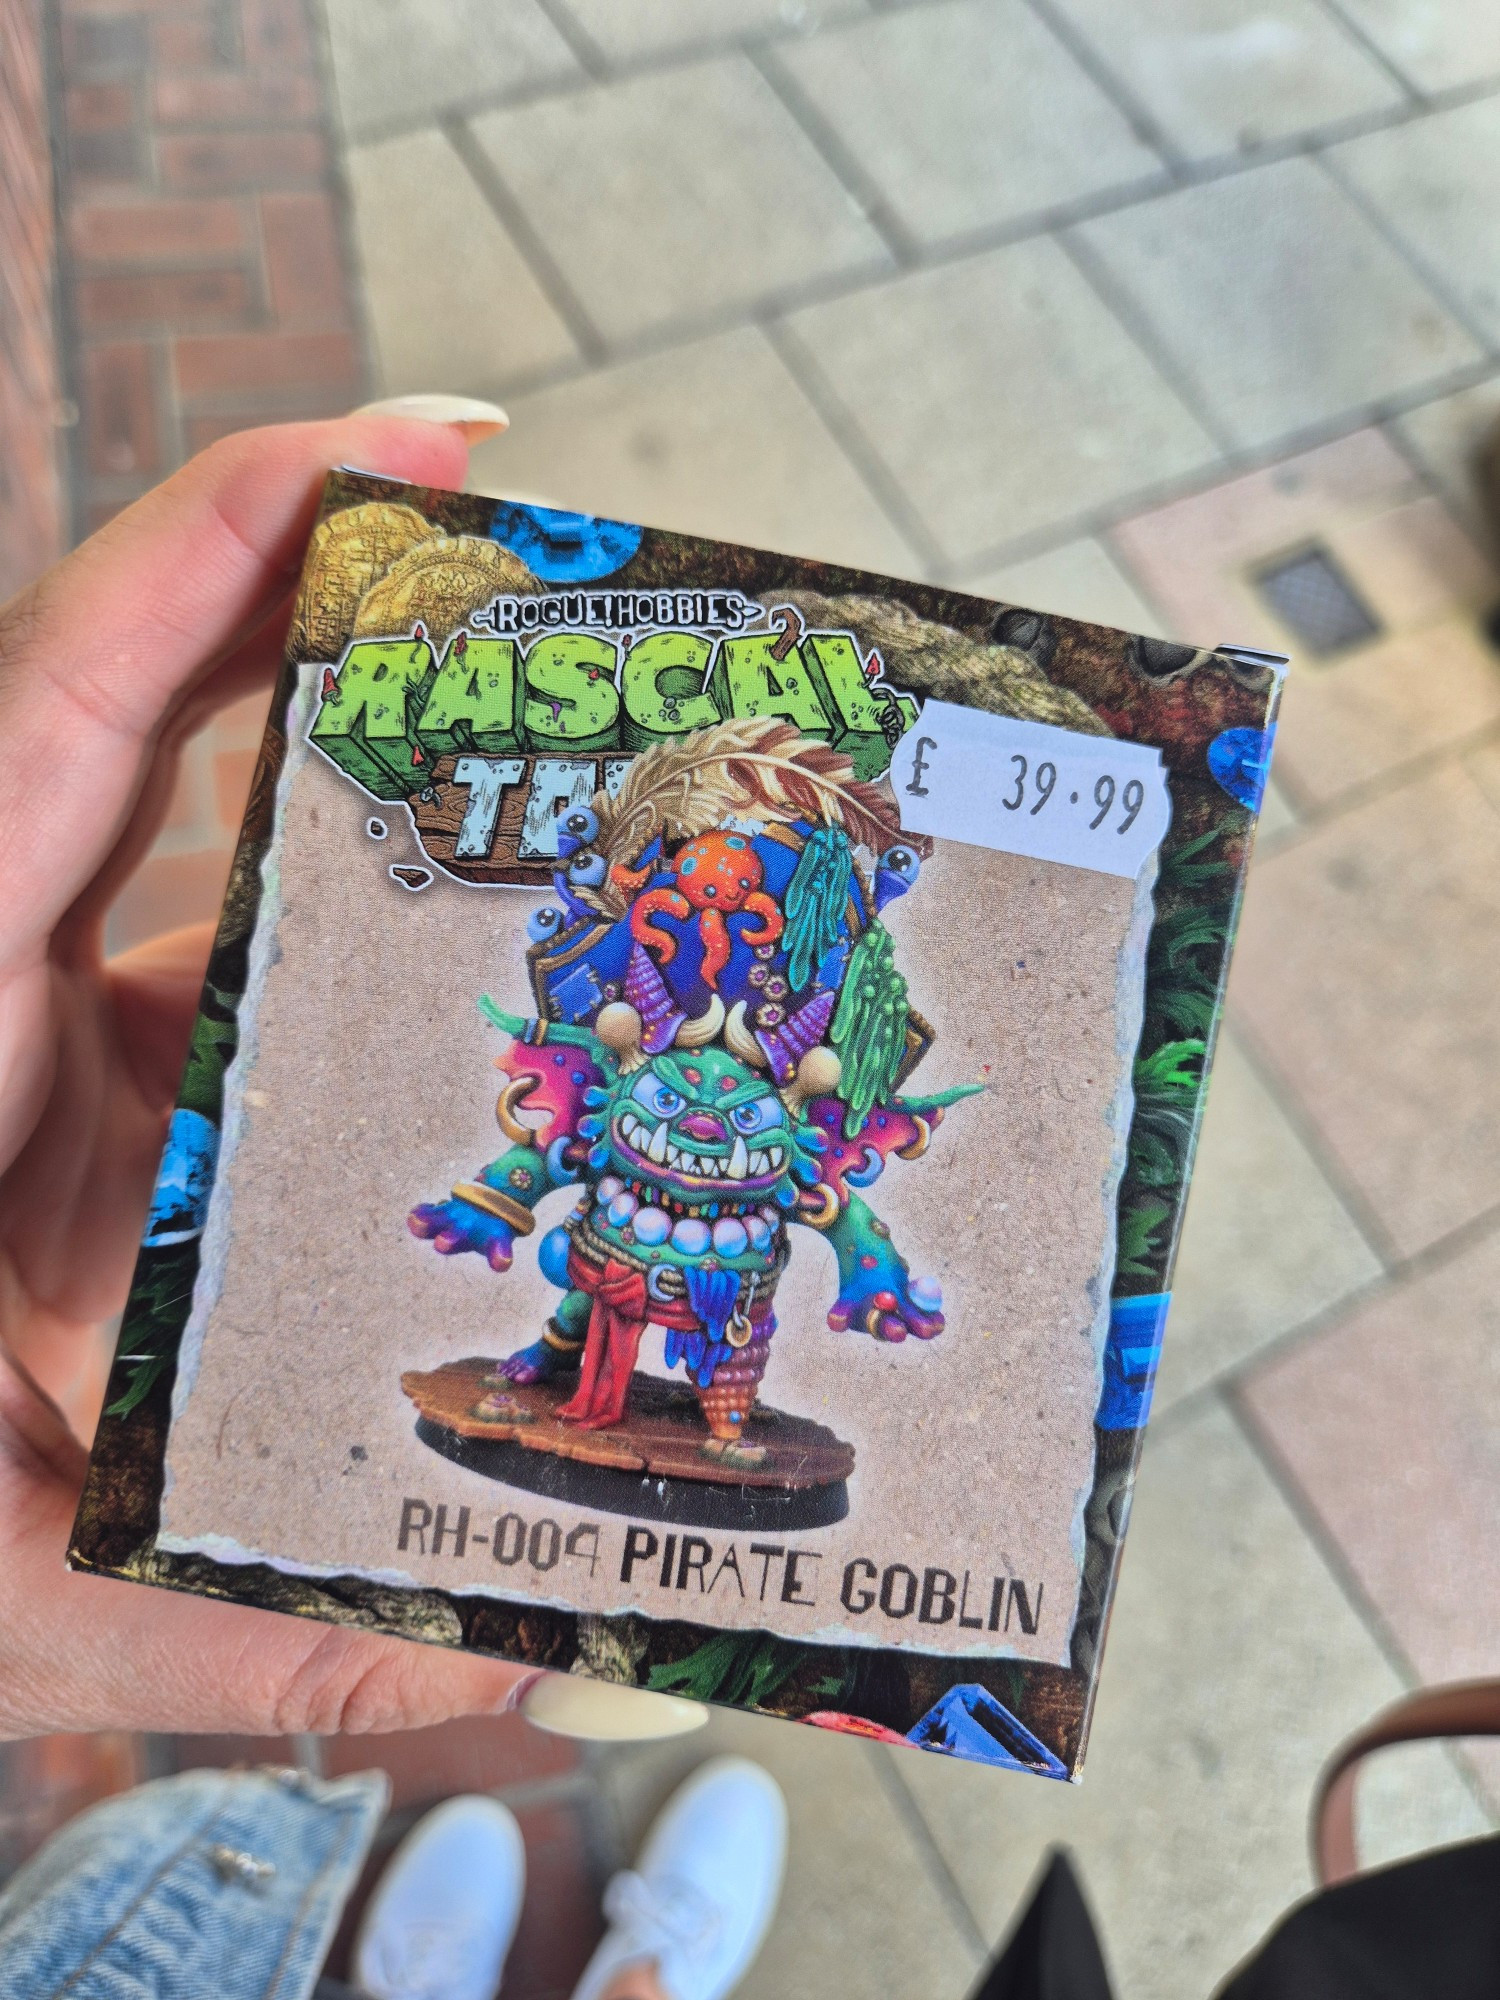 ROGUE!HOBBIES
RASCAL
£ 39.99
RH-004 PIRATE GOBLIN